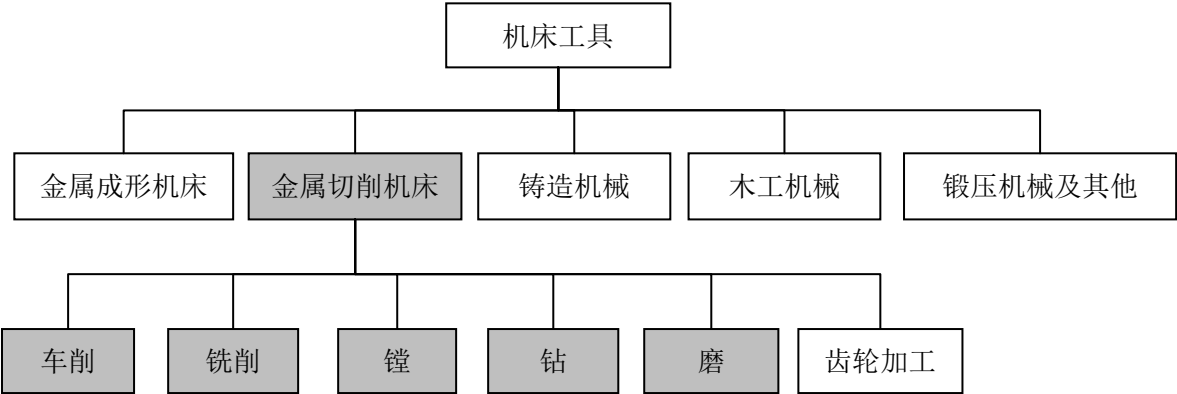 机床工具
金属成形机床
金属切削机床
铸造机械
木工机械
锻压机械及其他
车削
铣削
镗
钻
磨
齿轮加工